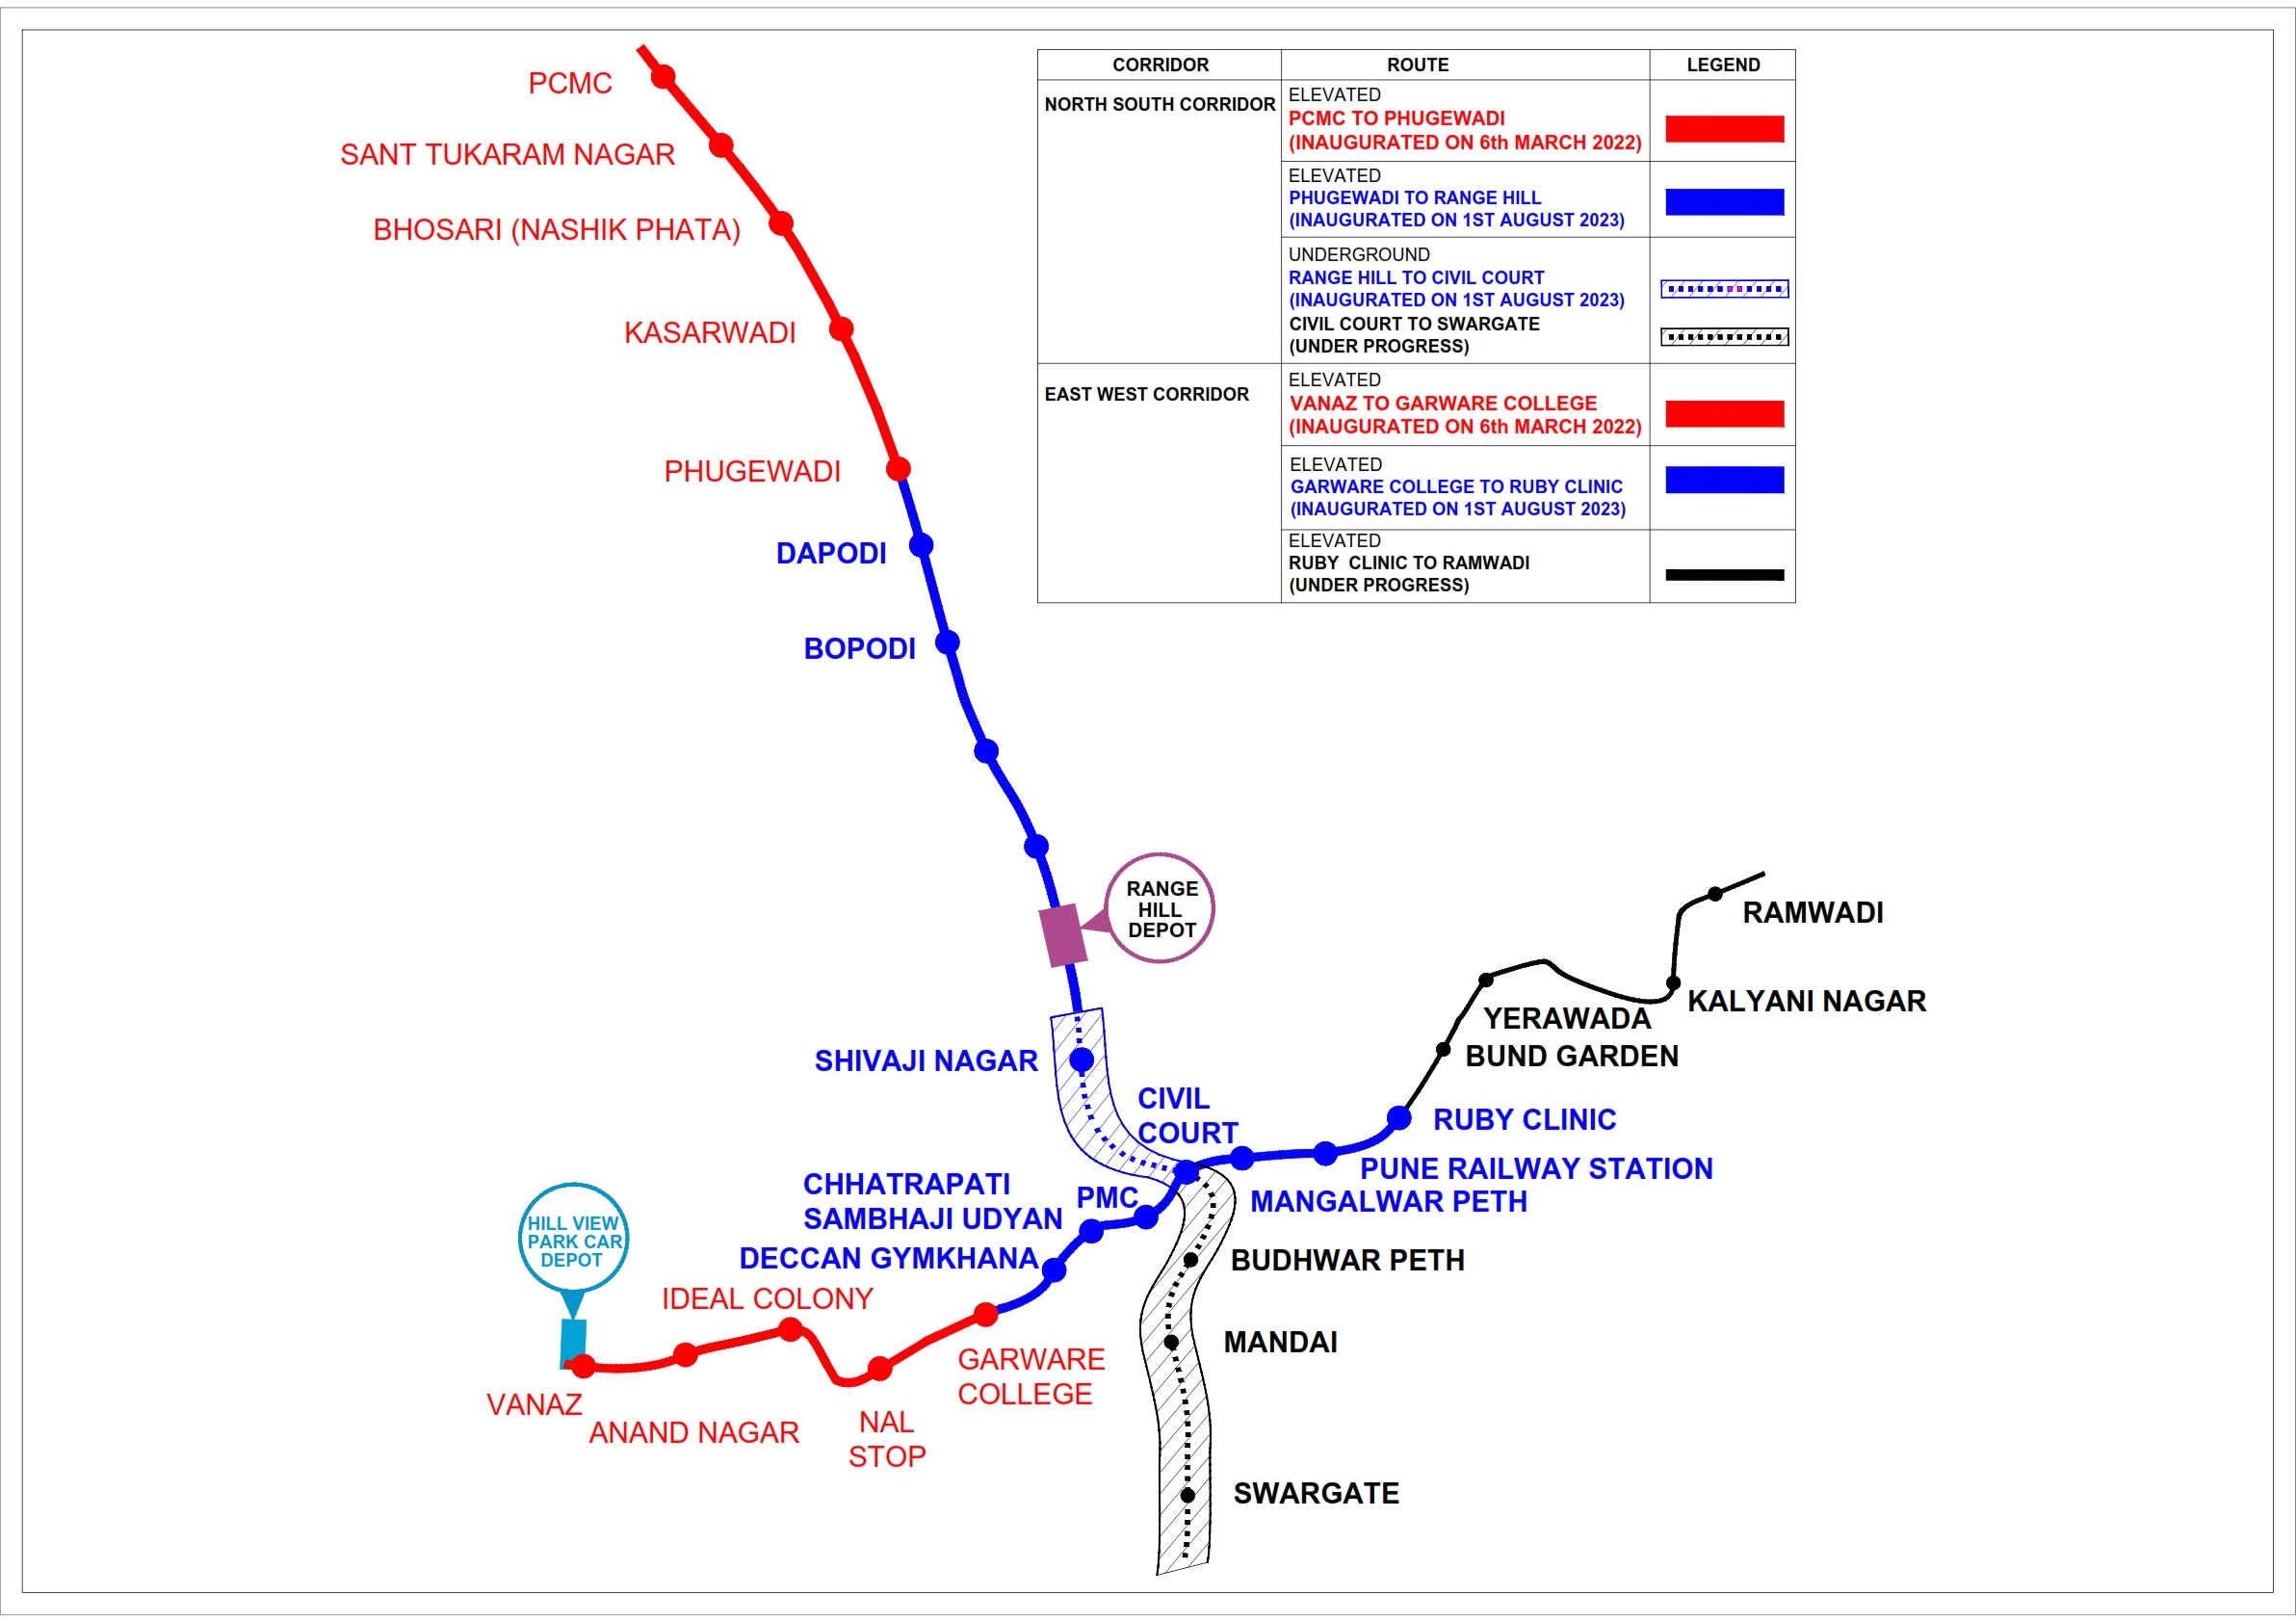 CORRIDOR
ROUTE
LEGEND
NORTH SOUTH CORRIDOR
ELEVATED
PCMC TO PHUGEWADI
(INAUGURATED ON 6th MARCH 2022)
ELEVATED
PHUGEWADI TO RANGE HILL
(INAUGURATED ON 1ST AUGUST 2023)
UNDERGROUND
RANGE HILL TO CIVIL COURT
(INAUGURATED ON 1ST AUGUST 2023)
CIVIL COURT TO SWARGATE
(UNDER PROGRESS)
EAST WEST CORRIDOR
ELEVATED
VANAZ TO GARWARE COLLEGE
(INAUGURATED ON 6th MARCH 2022)
ELEVATED
GARWARE COLLEGE TO RUBY CLINIC
(INAUGURATED ON 1ST AUGUST 2023)
ELEVATED
RUBY CLINIC TO RAMWADI
(UNDER PROGRESS)
PCMC
SANT TUKARAM NAGAR
BHOSARI (NASHIK PHATA)
KASARWADI
PHUGEWADI
DAPODI
BOPODI
RANGE
HILL
DEPOT
SHIVAJI NAGAR
CIVIL
COURT
RAMWADI
KALYANI NAGAR
YERAWADA
BUND GARDEN
RUBY CLINIC
PUNE RAILWAY STATION
MANGALWAR PETH
CHHATRAPATI
SAMBHAJI UDYAN
PMC
DECCAN GYMKHANA
HILL VIEW
PARK CAR
DEPOT
IDEAL COLONY
VANAZ
ANAND NAGAR
NAL
STOP
GARWARE
COLLEGE
BUDHWAR PETH
MANDAI
SWARGATE